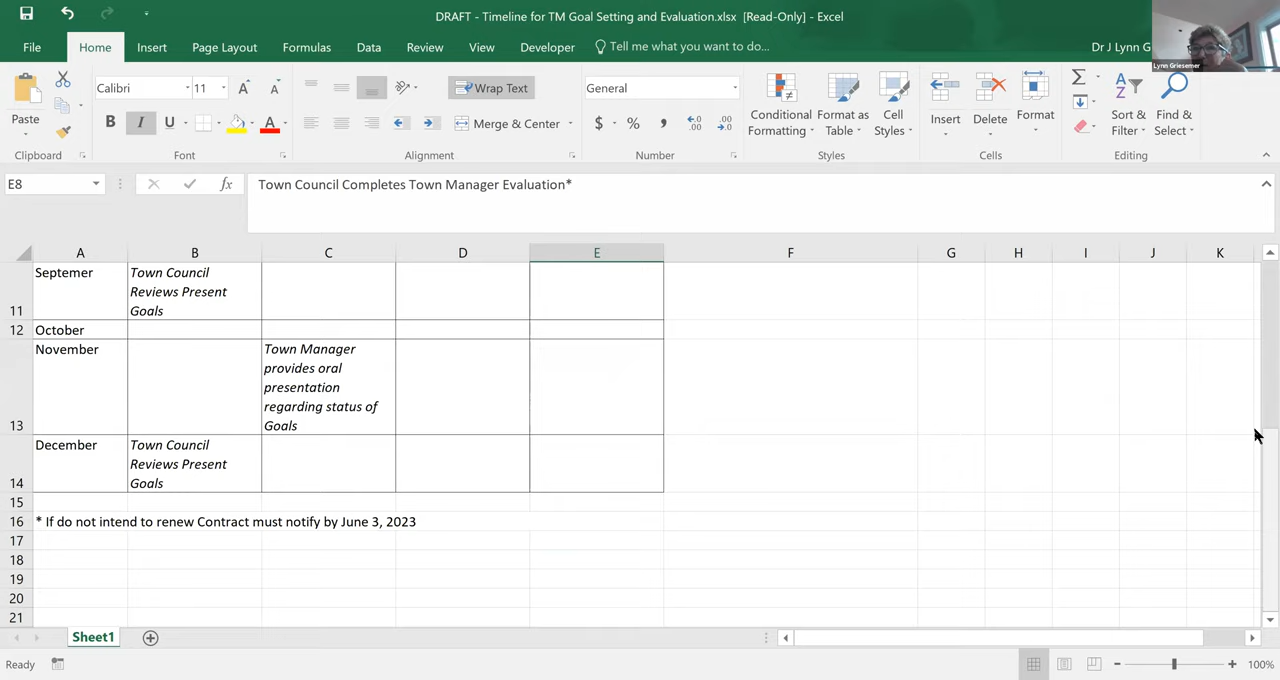 DRAFT - Timeline for TM Goal Setting and Evaluation.xlsx [Read-Only] - Excel
File Home Insert Page Layout Formulas Data Review View Developer Tell me what you want to do... Dr J Lynn G
Lynn Griesemer
Paste
Clipboard
Calibri 11
B I U
Font
Wrap Text
Merge & Center
Alignment
General
$ % ,
Number
Conditional
Formatting
Format as
Table
Cell
Styles
Styles
Insert
Delete
Format
Cells
Sort &
Filter
Find &
Select
Editing
E8 fx Town Council Completes Town Manager Evaluation*
A B C D E F G H I J K
11 Septemer
Town Council
Reviews Present
Goals
12 October
13 November
Town Manager
provides oral
presentation
regarding status of
Goals
14 December
Town Council
Reviews Present
Goals
15
16 * If do not intend to renew Contract must notify by June 3, 2023
17
18
19
20
21
Sheet1
Ready 100%